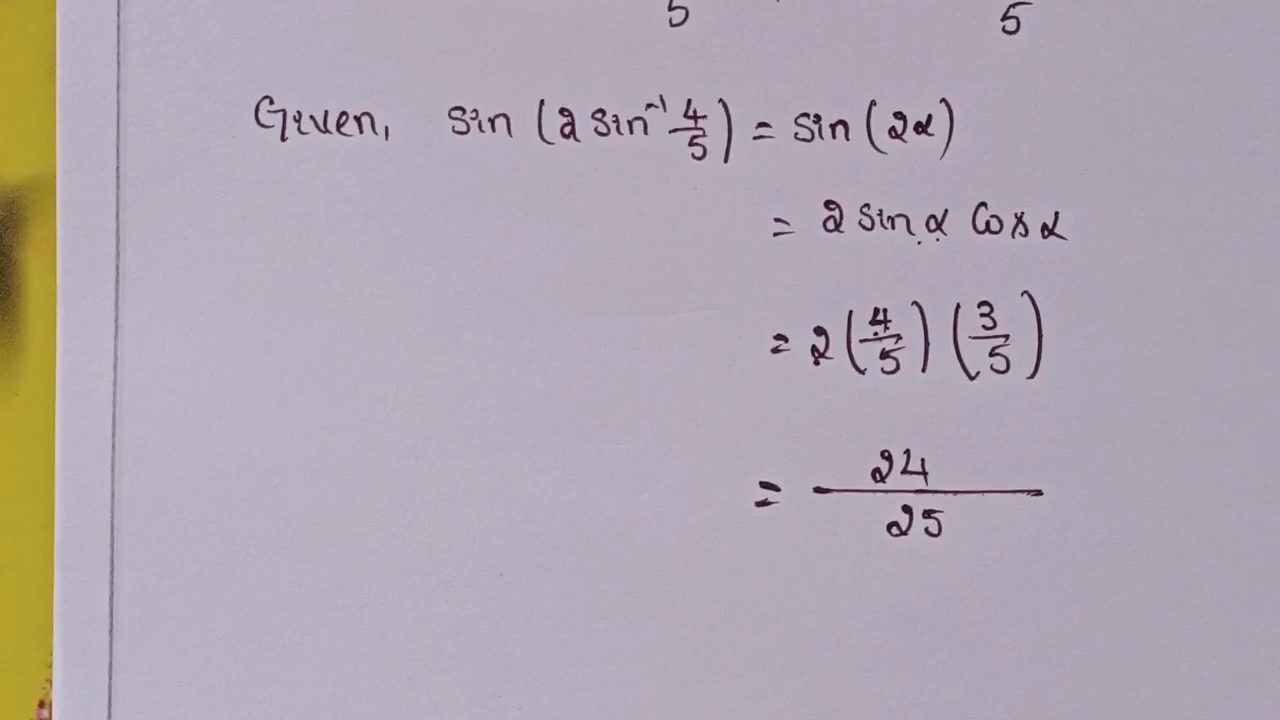 5 5
Given, sin (2 sin⁻¹ 4/5) = sin (2α)
= 2 sin α Cos α
= 2 (4/5) (3/5)
= 24/25